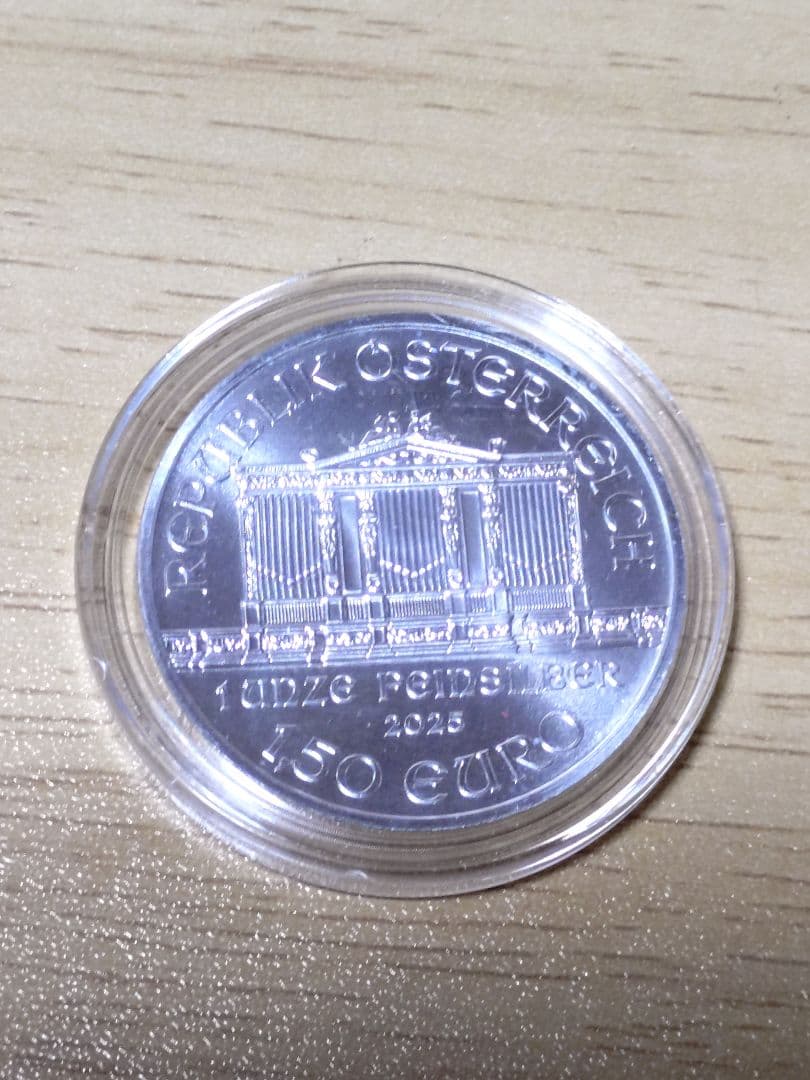 REPUBLIK ÖSTERREICH
1 UNZE FEINSILBER
2025
1,50 EURO